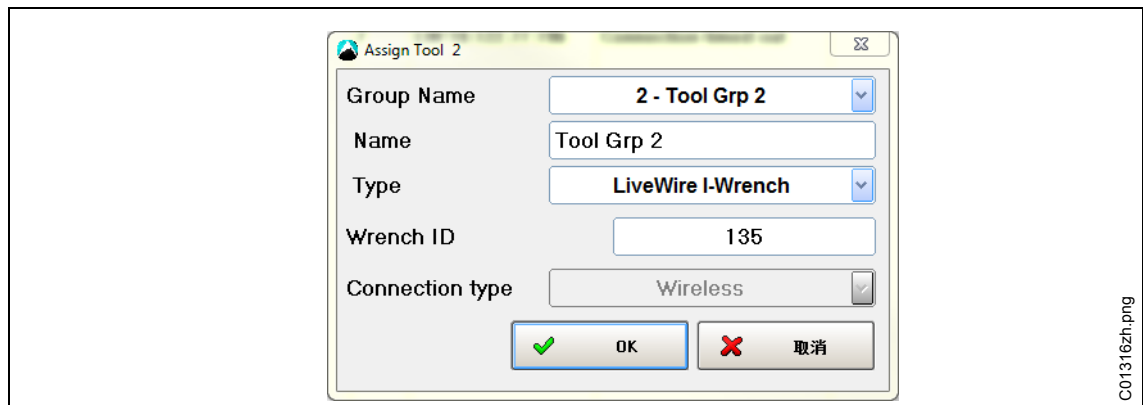 Assign Tool 2
Group Name
2 - Tool Grp 2
Name
Tool Grp 2
Type
LiveWire I-Wrench
Wrench ID
135
Connection type
Wireless
OK
取消
C01316zh.png